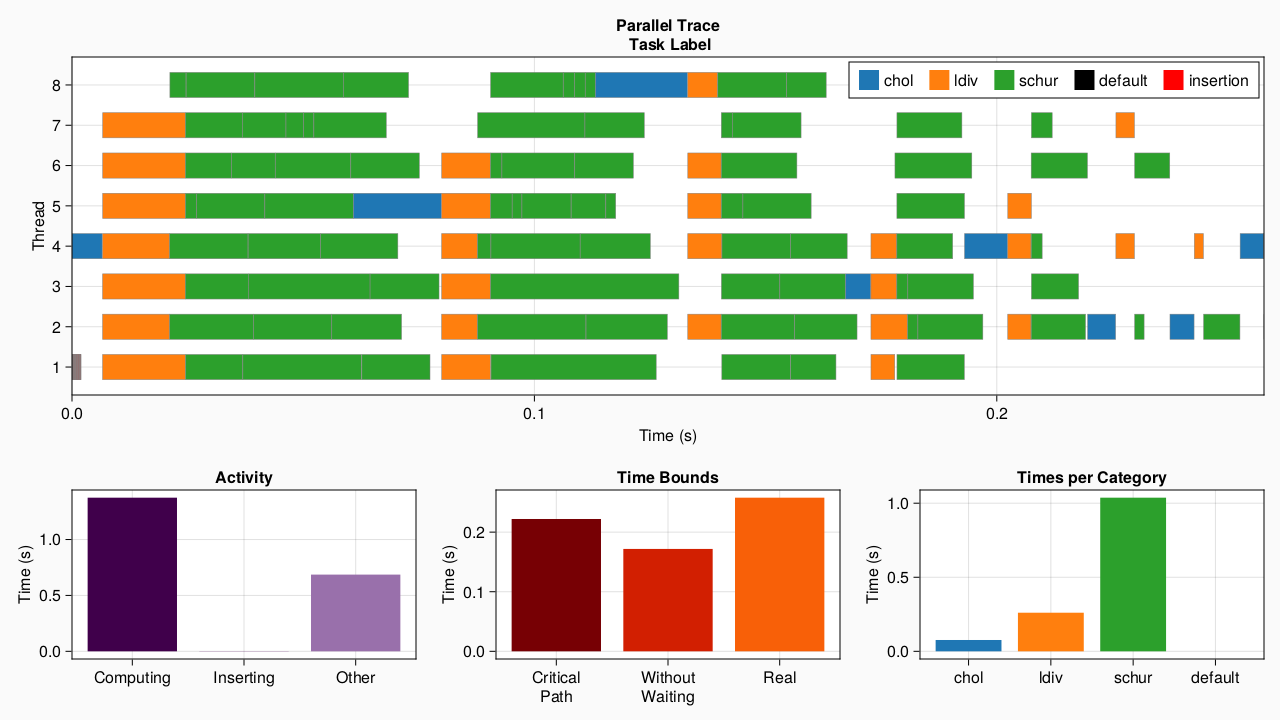 Parallel Trace
Task Label
chol ldiv schur default insertion
Thread
8
7
6
5
4
3
2
1
0.0 0.1 0.2
Time (s)
Activity
Time (s)
1.0
0.5
0.0
Computing Inserting Other
Time Bounds
Time (s)
0.2
0.1
0.0
Critical Path Without Waiting Real
Times per Category
Time (s)
1.0
0.5
0.0
chol ldiv schur default